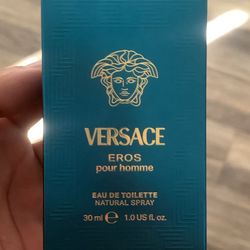 VERSACE
EROS
pour homme
EAU DE TOILETTE
NATURAL SPRAY
30 ml ℮ 1.0 US fl. oz.